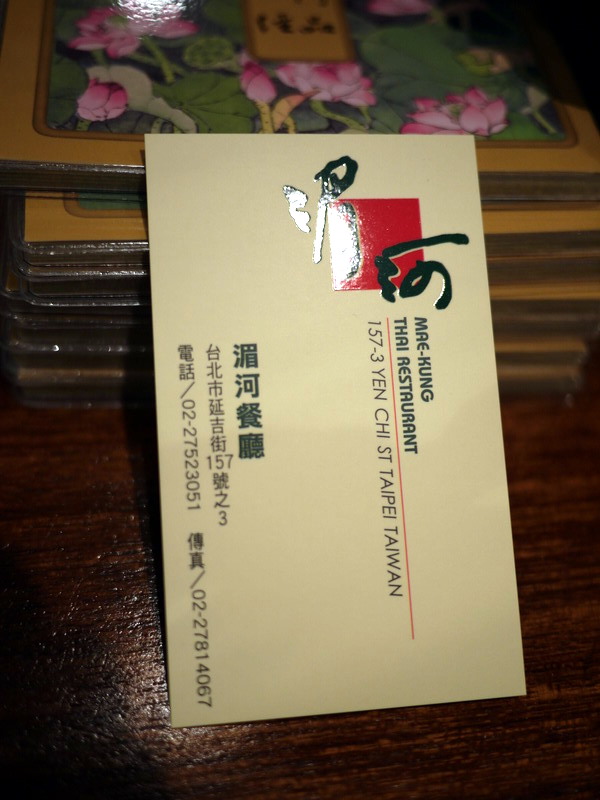 湄河
MAE-KUNG
THAI RESTAURANT
157-3 YEN CHI ST TAIPEI TAIWAN
湄河餐廳
台北市延吉街157號之3
電話／02-27523051 傳真／02-27814067